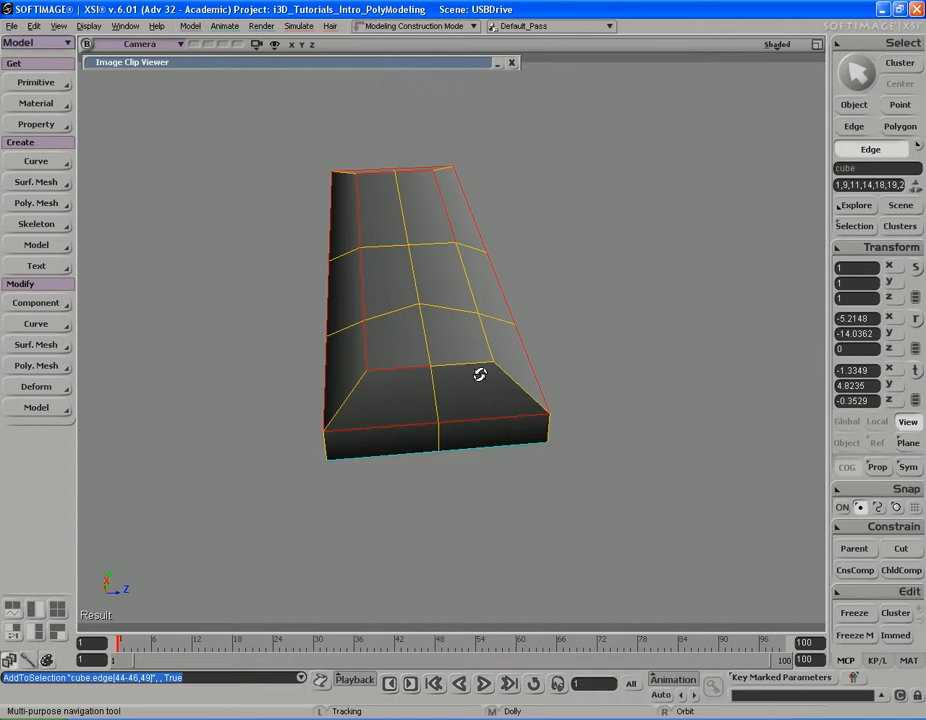 SOFTIMAGE® | XSI® v.6.01 (Adv 32 - Academic) Project: i3D_Tutorials_Intro_PolyModeling    Scene: USBDrive
File Edit View Display Window Help Model Animate Render Simulate Hair Modeling Construction Mode Default_Pass SOFTIMAGE | XSI
Model B Camera X Y Z Shaded Select
Get Image Clip Viewer Cluster
Primitive Center
Material Object Point
Property Edge Polygon
Create Edge
Curve cube
Surf. Mesh 1,9,11,14,18,19,2
Poly. Mesh Explore Scene
Skeleton Selection Clusters
Model Transform
Text 1 x s
Modify 1 y
Component 1 z
Curve -5.2148 x r
Surf. Mesh -14.0362 y
Poly. Mesh 0 z
Deform -1.3349 x t
Model 4.8235 y
-0.3529 z
Global Local View
Object Ref Plane
COG Prop Sym
Snap
ON
Constrain
Parent Cut
CnsComp ChldComp
Edit
Y X Z
Freeze Cluster
Result
Freeze M Immed
1 1 6 12 18 24 30 36 42 48 54 60 66 72 78 84 90 96 100
1 1 100 100 MCP KP/L MAT
AddToSelection "cube.edge[44-46,49]", , True Playback 1 All Animation Key Marked Parameters
Auto
Multi-purpose navigation tool L Tracking M Dolly R Orbit